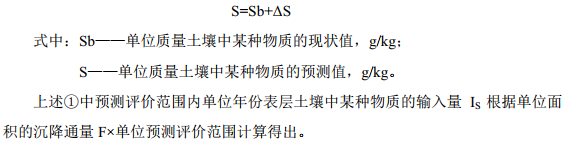 S=Sb+ΔS
式中：Sb——单位质量土壤中某种物质的现状值，g/kg；
S——单位质量土壤中某种物质的预测值，g/kg。
上述①中预测评价范围内单位年份表层土壤中某种物质的输入量 Is 根据单位面
积的沉降通量 F×单位预测评价范围计算得出。